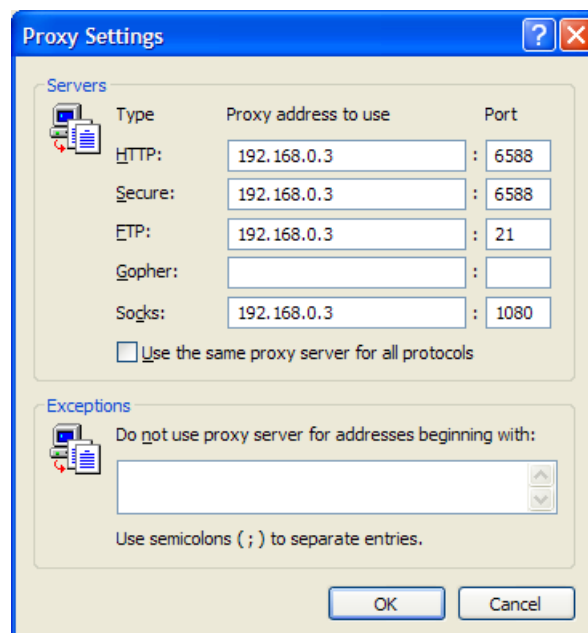 Proxy Settings
Servers
Type Proxy address to use Port
HTTP: 192.168.0.3 : 6588
Secure: 192.168.0.3 : 6588
FTP: 192.168.0.3 : 21
Gopher: :
Socks: 192.168.0.3 : 1080
Use the same proxy server for all protocols
Exceptions
Do not use proxy server for addresses beginning with:
Use semicolons ( ; ) to separate entries.
OK Cancel